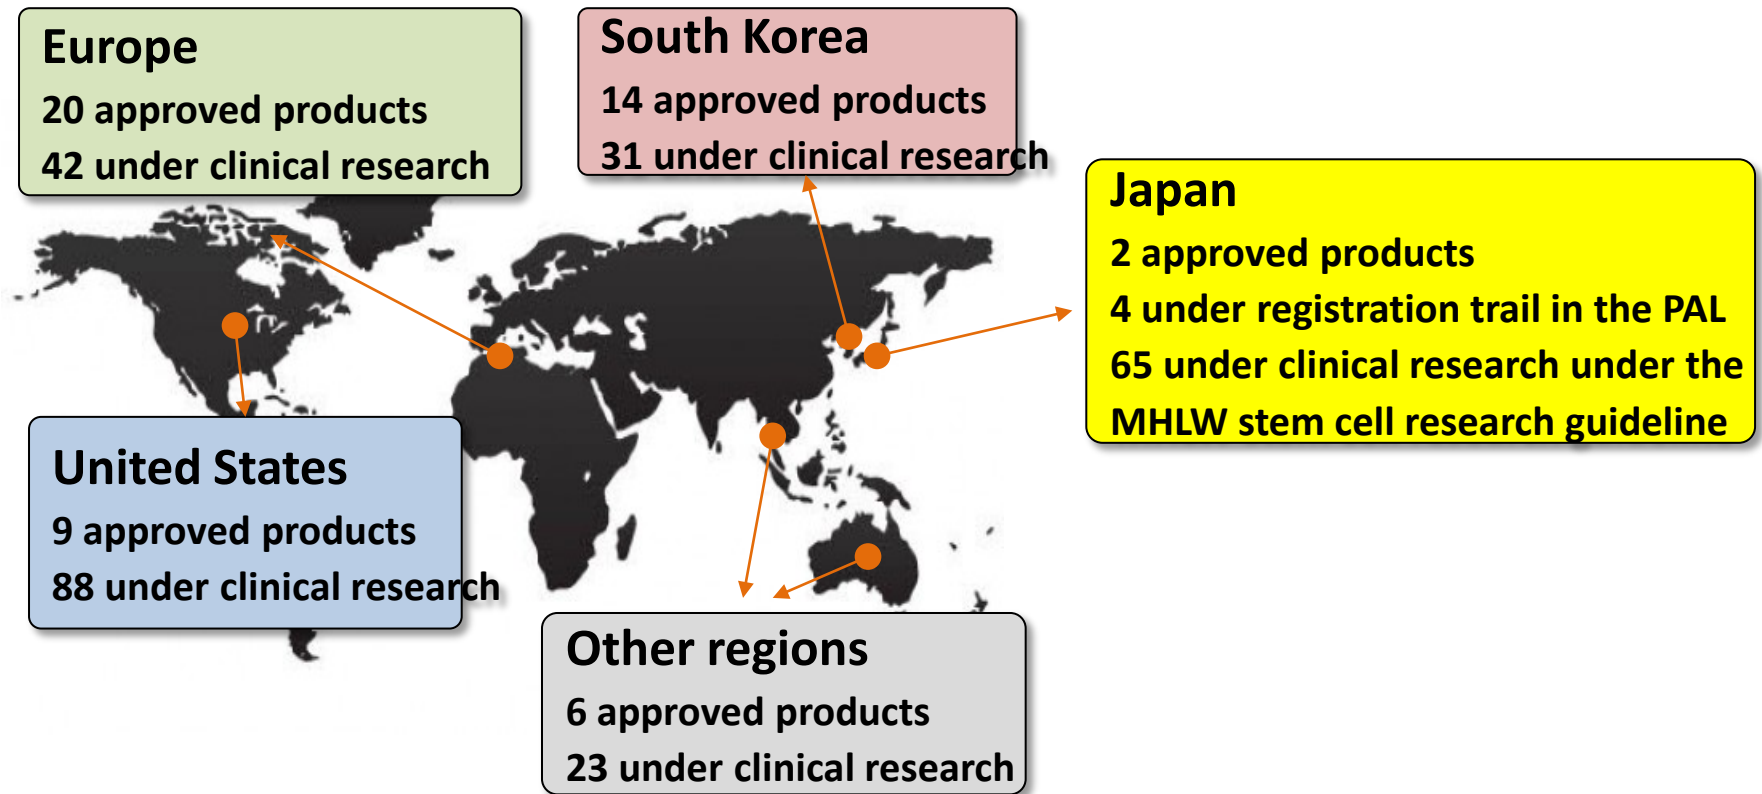 Europe
20 approved products
42 under clinical research
South Korea
14 approved products
31 under clinical research
Japan
2 approved products
4 under registration trail in the PAL
65 under clinical research under the
MHLW stem cell research guideline
United States
9 approved products
88 under clinical research
Other regions
6 approved products
23 under clinical research